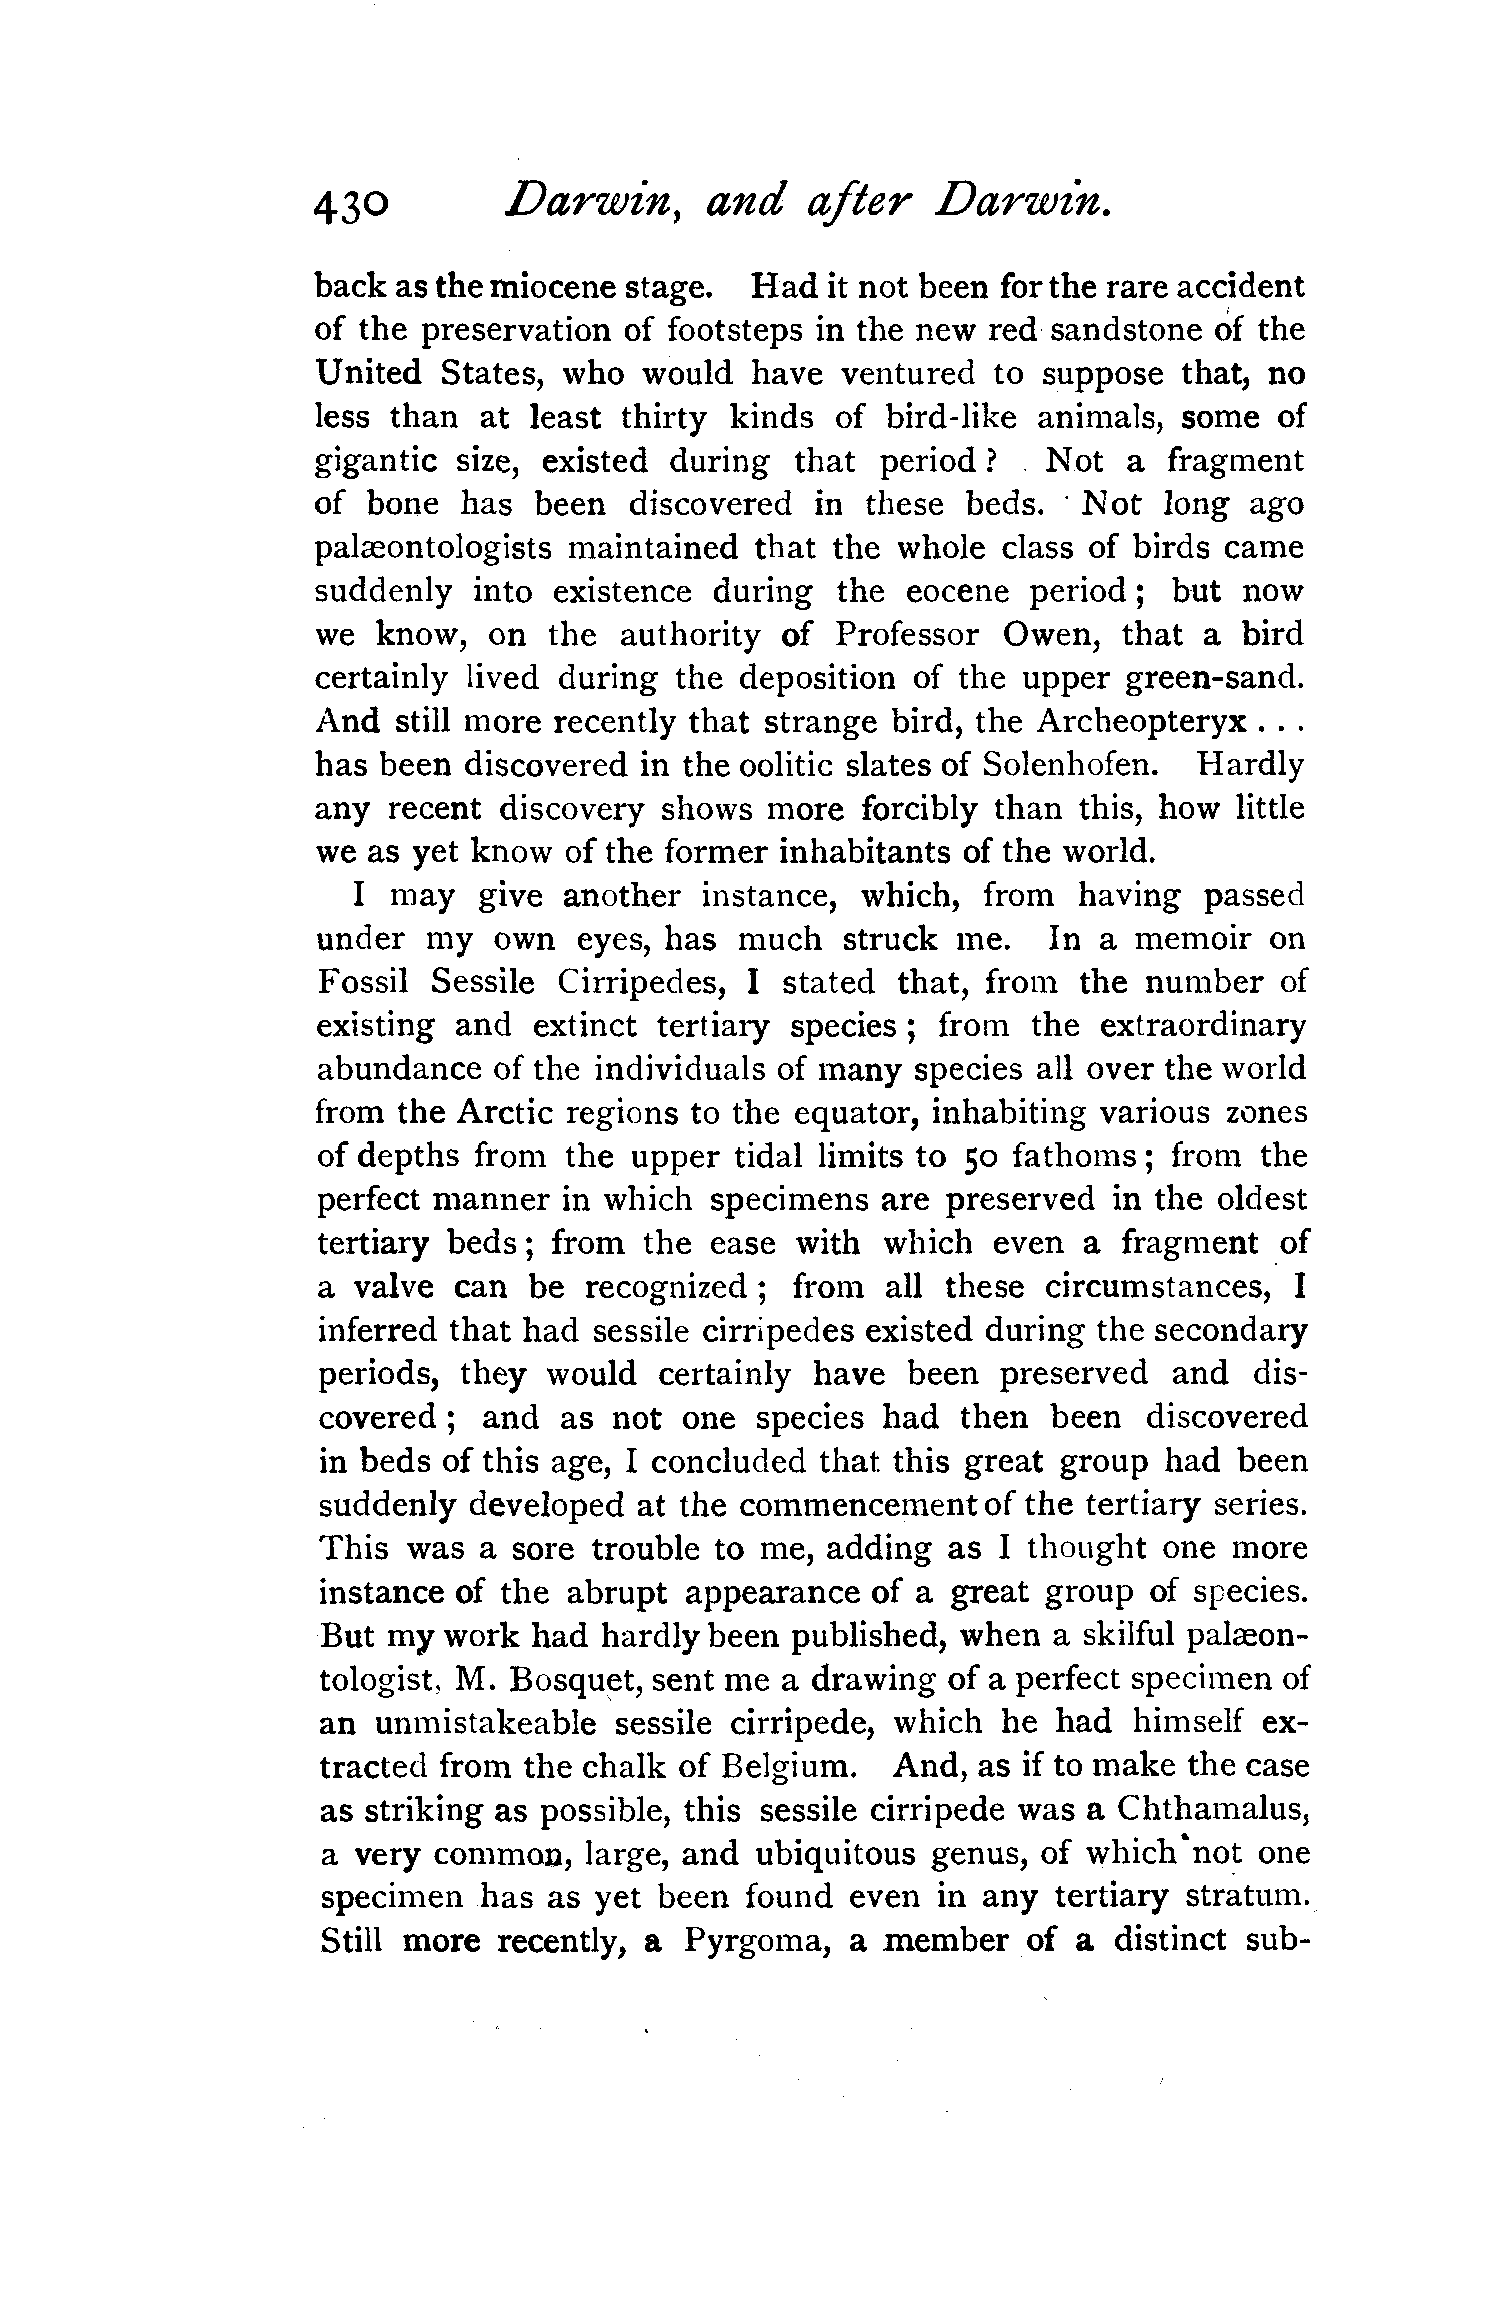 430 Darwin, and after Darwin.
back as the miocene stage. Had it not been for the rare accident
of the preservation of footsteps in the new red sandstone of the
United States, who would have ventured to suppose that, no
less than at least thirty kinds of bird-like animals, some of
gigantic size, existed during that period? Not a fragment
of bone has been discovered in these beds. Not long ago
palæontologists maintained that the whole class of birds came
suddenly into existence during the eocene period; but now
we know, on the authority of Professor Owen, that a bird
certainly lived during the deposition of the upper green-sand.
And still more recently that strange bird, the Archeopteryx . . .
has been discovered in the oolitic slates of Solenhofen. Hardly
any recent discovery shows more forcibly than this, how little
we as yet know of the former inhabitants of the world.
I may give another instance, which, from having passed
under my own eyes, has much struck me. In a memoir on
Fossil Sessile Cirripedes, I stated that, from the number of
existing and extinct tertiary species; from the extraordinary
abundance of the individuals of many species all over the world
from the Arctic regions to the equator, inhabiting various zones
of depths from the upper tidal limits to 50 fathoms; from the
perfect manner in which specimens are preserved in the oldest
tertiary beds; from the ease with which even a fragment of
a valve can be recognized; from all these circumstances, I
inferred that had sessile cirripedes existed during the secondary
periods, they would certainly have been preserved and dis-
covered; and as not one species had then been discovered
in beds of this age, I concluded that this great group had been
suddenly developed at the commencement of the tertiary series.
This was a sore trouble to me, adding as I thought one more
instance of the abrupt appearance of a great group of species.
But my work had hardly been published, when a skilful palæon-
tologist, M. Bosquet, sent me a drawing of a perfect specimen of
an unmistakeable sessile cirripede, which he had himself ex-
tracted from the chalk of Belgium. And, as if to make the case
as striking as possible, this sessile cirripede was a Chthamalus,
a very common, large, and ubiquitous genus, of which not one
specimen has as yet been found even in any tertiary stratum.
Still more recently, a Pyrgoma, a member of a distinct sub-